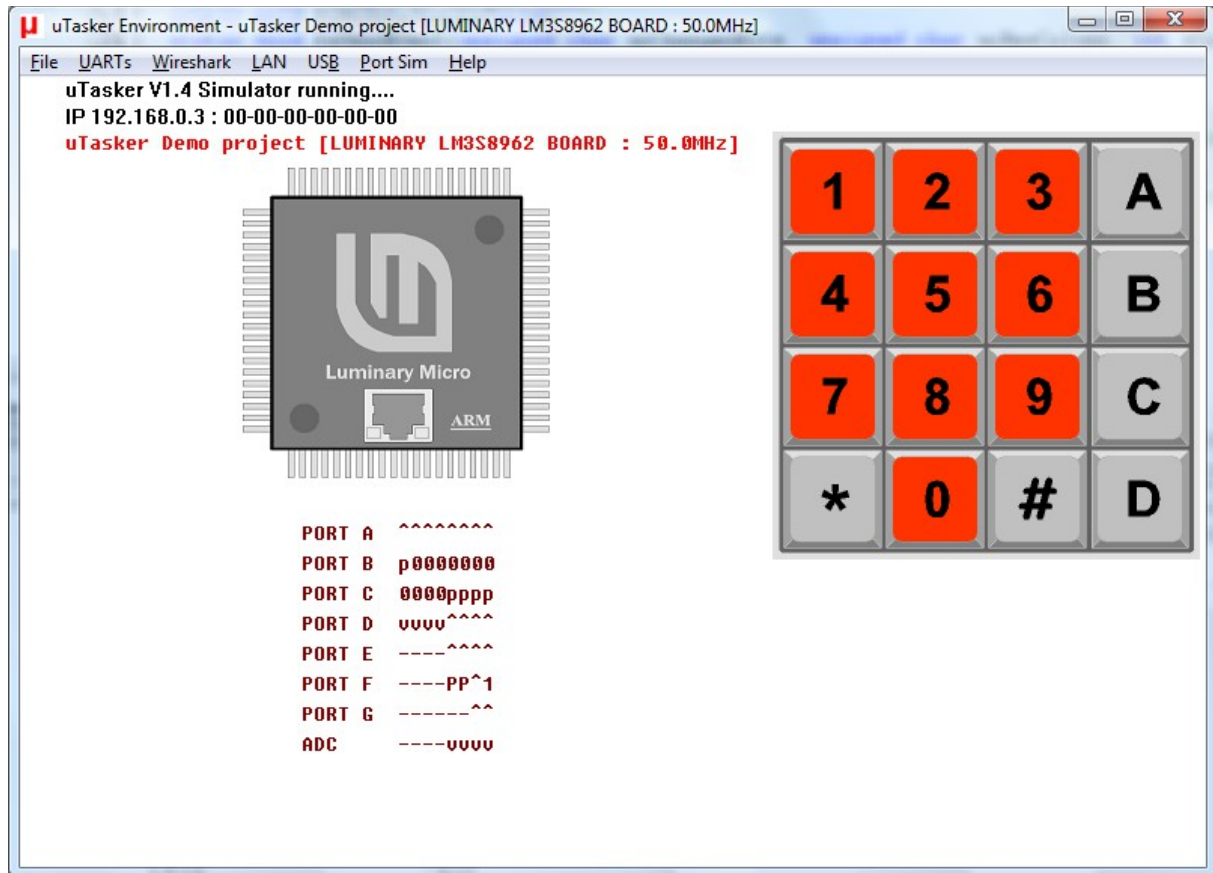 µ uTasker Environment - uTasker Demo project [LUMINARY LM3S8962 BOARD : 50.0MHz]
File UARTs Wireshark LAN USB Port Sim Help
uTasker V1.4 Simulator running....
IP 192.168.0.3 : 00-00-00-00-00-00
uTasker Demo project [LUMINARY LM3S8962 BOARD : 50.0MHz]
Luminary Micro
ARM
1 2 3 A
4 5 6 B
7 8 9 C
* 0 # D
PORT A ^^^^^^^^
PORT B p0000000
PORT C 0000pppp
PORT D vvvv^^^^
PORT E ----^^^^
PORT F ----PP^1
PORT G ------^^
ADC ----vvvv